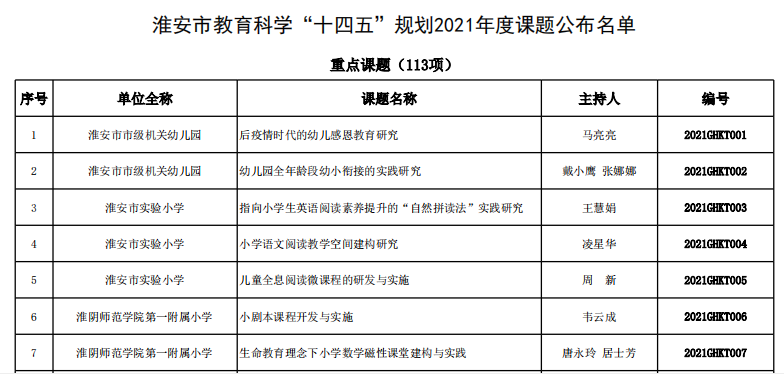 淮安市教育科学“十四五”规划2021年度课题公布名单
重点课题（113项）
序号 单位全称 课题名称 主持人 编号
1 淮安市市级机关幼儿园 后疫情时代的幼儿感恩教育研究 马亮亮 2021GHKT001
2 淮安市市级机关幼儿园 幼儿园全年龄段幼小衔接的实践研究 戴小鹰 张娜娜 2021GHKT002
3 淮安市实验小学 指向小学生英语阅读素养提升的“自然拼读法”实践研究 王慧娟 2021GHKT003
4 淮安市实验小学 小学语文阅读教学空间建构研究 凌星华 2021GHKT004
5 淮安市实验小学 儿童全息阅读微课程的研发与实施 周 新 2021GHKT005
6 淮阴师范学院第一附属小学 小剧本课程开发与实施 韦云成 2021GHKT006
7 淮阴师范学院第一附属小学 生命教育理念下小学数学磁性课堂建构与实践 唐永玲 居士芳 2021GHKT007